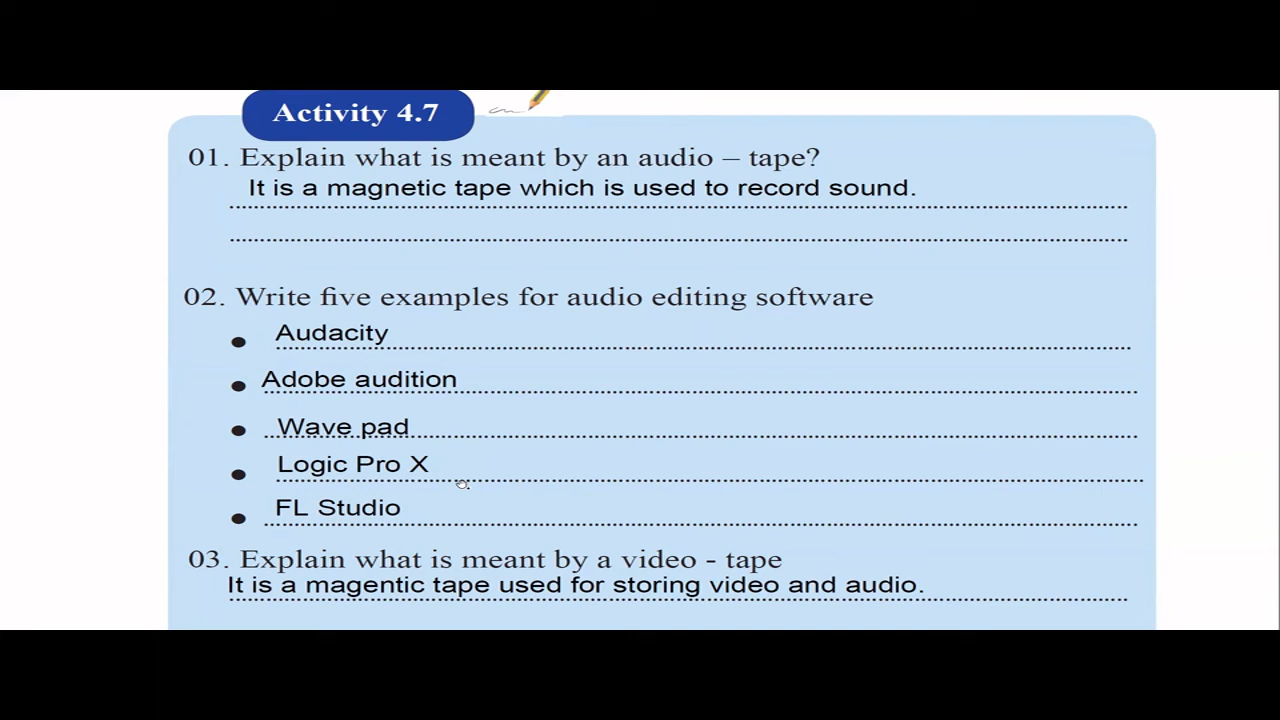 Activity 4.7
01. Explain what is meant by an audio – tape?
It is a magnetic tape which is used to record sound.
02. Write five examples for audio editing software
Audacity
Adobe audition
Wave pad
Logic Pro X
FL Studio
03. Explain what is meant by a video - tape
It is a magentic tape used for storing video and audio.